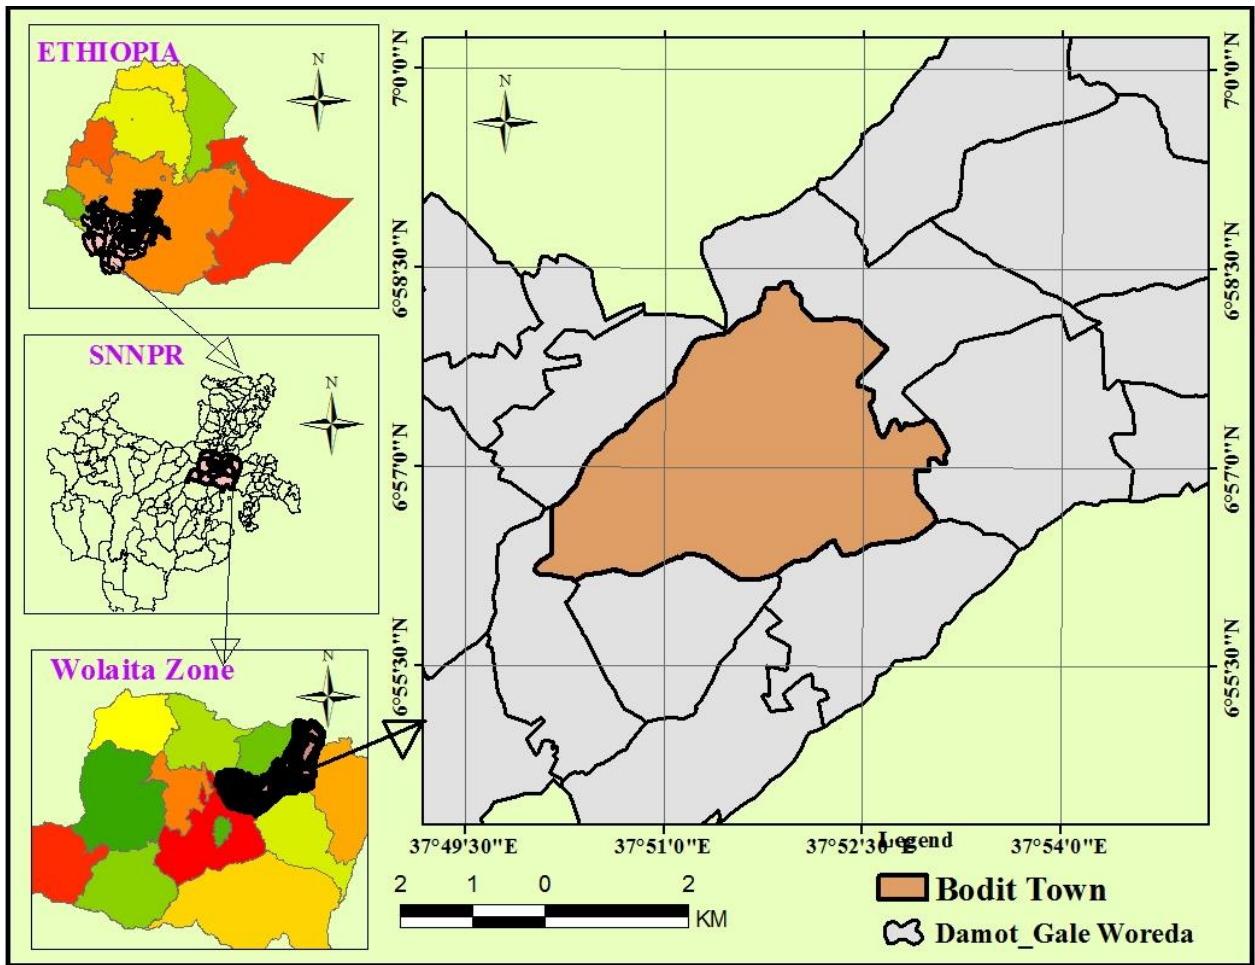 ETHIOPIA
N
SNNPR
N
Wolaita Zone
N
N
7°0'0"N
6°58'30"N
6°57'0"N
6°55'30"N
7°0'0"N
6°58'30"N
6°57'0"N
6°55'30"N
37°49'30"E 37°51'0"E 37°52'30"E 37°54'0"E
Legend
2 1 0 2
KM
Bodit Town
Damot_Gale Woreda